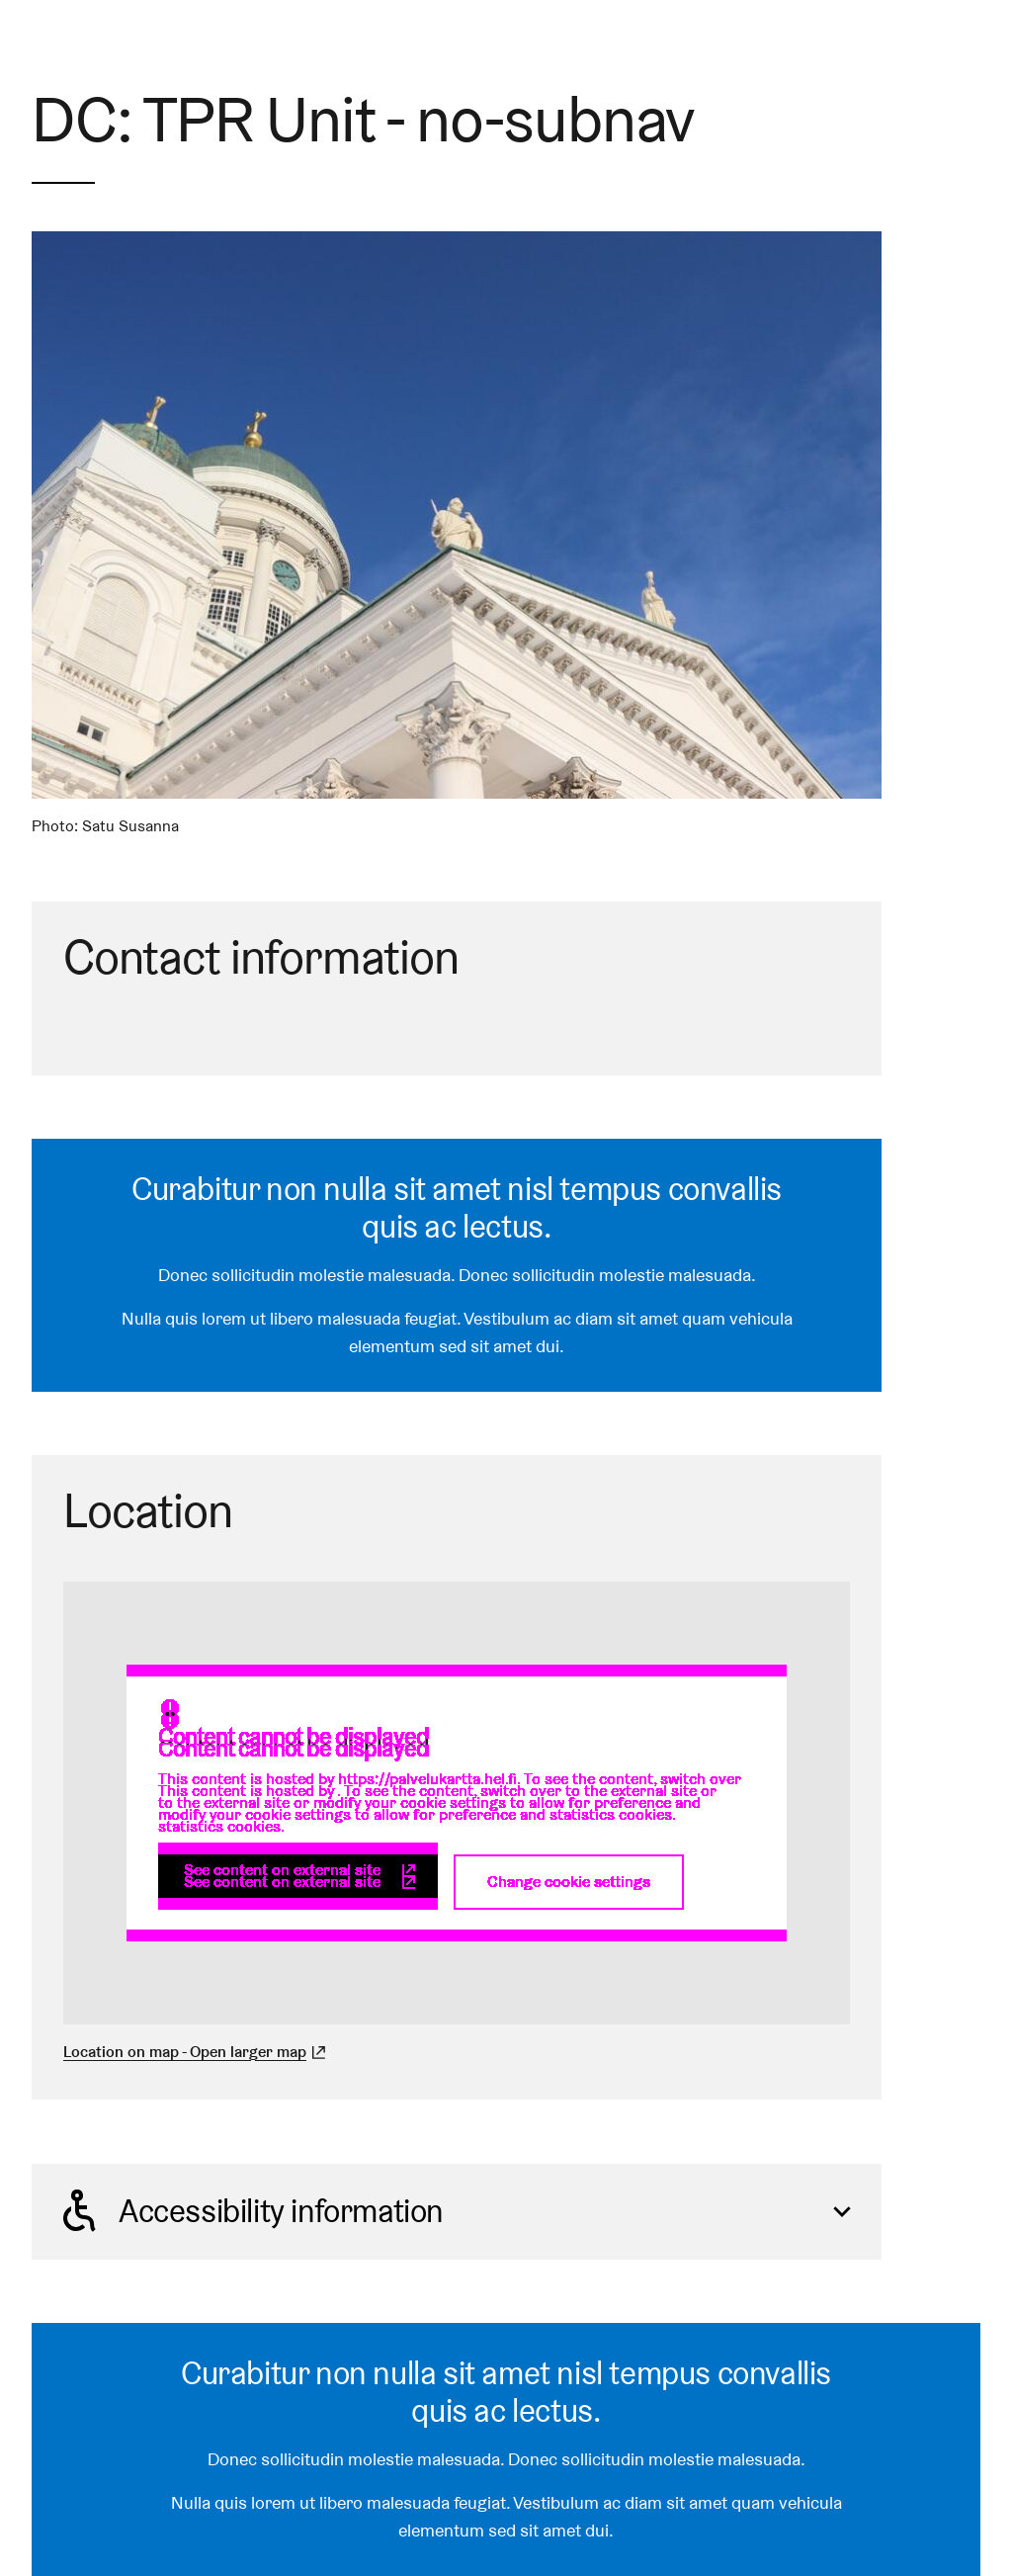 DC: TPR Unit - no-subnav
Photo: Satu Susanna
Contact information
Curabitur non nulla sit amet nisl tempus convallis
quis ac lectus.
Donec sollicitudin molestie malesuada. Donec sollicitudin molestie malesuada.
Nulla quis lorem ut libero malesuada feugiat. Vestibulum ac diam sit amet quam vehicula
elementum sed sit amet dui.
Location
Content cannot be displayed
Content cannot be displayed
This content is hosted by https://palvelukartta.hel.fi. To see the content, switch over
This content is hosted by . To see the content, switch over to the external site or
to the external site or modify your cookie settings to allow for preference and
modify your cookie settings to allow for preference and statistics cookies.
statistics cookies.
See content on external site
See content on external site
Change cookie settings
Location on map - Open larger map
Accessibility information
Curabitur non nulla sit amet nisl tempus convallis
quis ac lectus.
Donec sollicitudin molestie malesuada. Donec sollicitudin molestie malesuada.
Nulla quis lorem ut libero malesuada feugiat. Vestibulum ac diam sit amet quam vehicula
elementum sed sit amet dui.